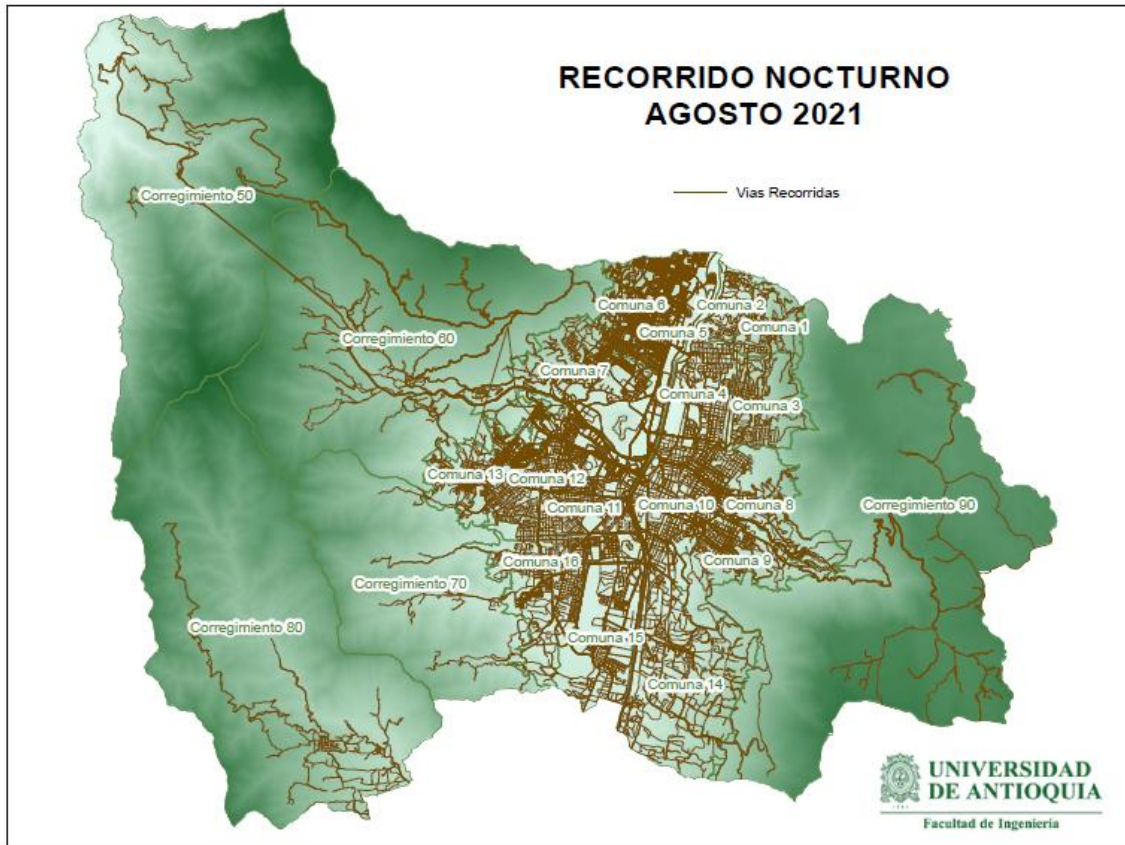 RECORRIDO NOCTURNO
AGOSTO 2021
Vias Recorridas
Corregimiento 50
Comuna 6
Comuna 2
Comuna 5
Comuna 1
Corregimiento 60
Comuna 7
Comuna 4
Comuna 3
Comuna 13
Comuna 12
Comuna 11
Comuna 10
Comuna 8
Corregimiento 90
Comuna 16
Comuna 9
Corregimiento 70
Corregimiento 80
Comuna 15
Comuna 14
UNIVERSIDAD
DE ANTIOQUIA
Facultad de Ingeniería